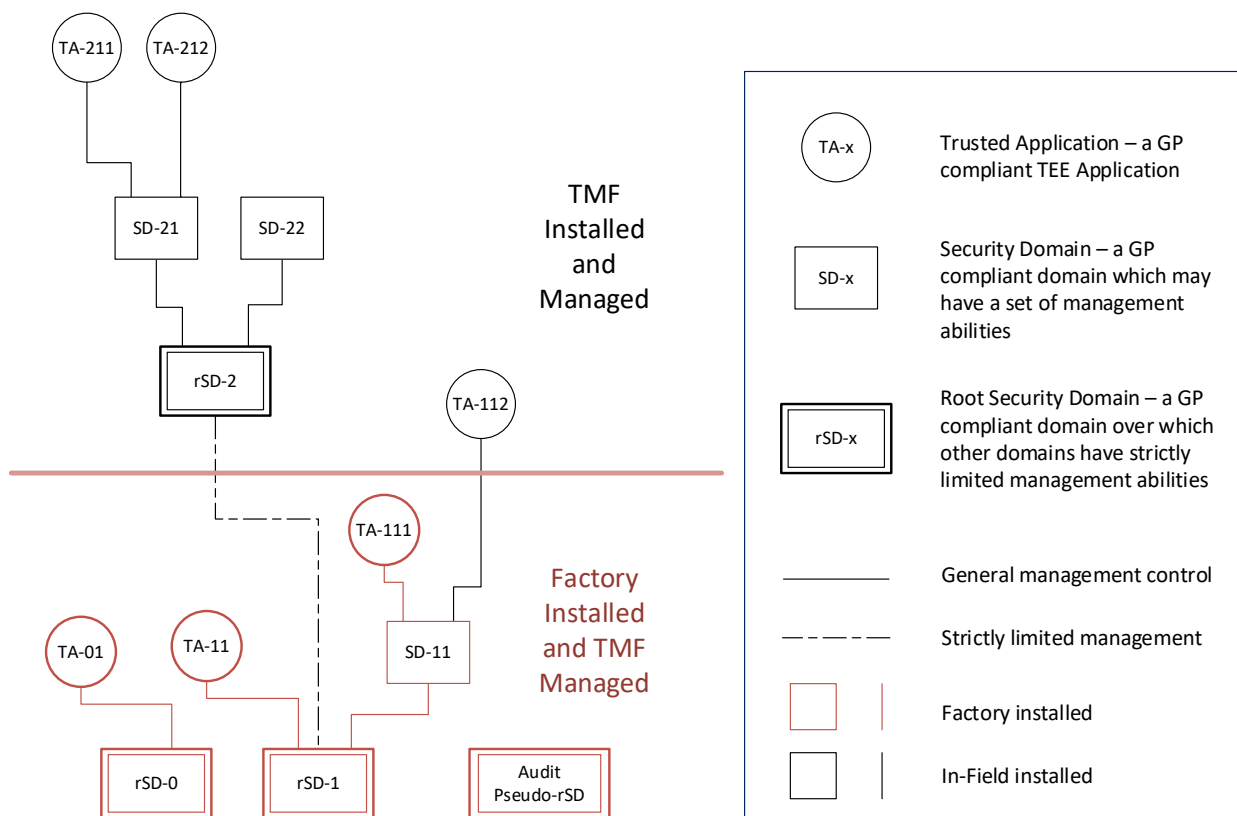 TA-211
TA-212
SD-21
SD-22
TMF
Installed
and
Managed
rSD-2
TA-112
TA-111
Factory
Installed
and TMF
Managed
TA-01
TA-11
SD-11
rSD-0
rSD-1
Audit
Pseudo-rSD
TA-x
Trusted Application – a GP
compliant TEE Application
SD-x
Security Domain – a GP
compliant domain which may
have a set of management
abilities
rSD-x
Root Security Domain – a GP
compliant domain over which
other domains have strictly
limited management abilities
General management control
Strictly limited management
Factory installed
In-Field installed